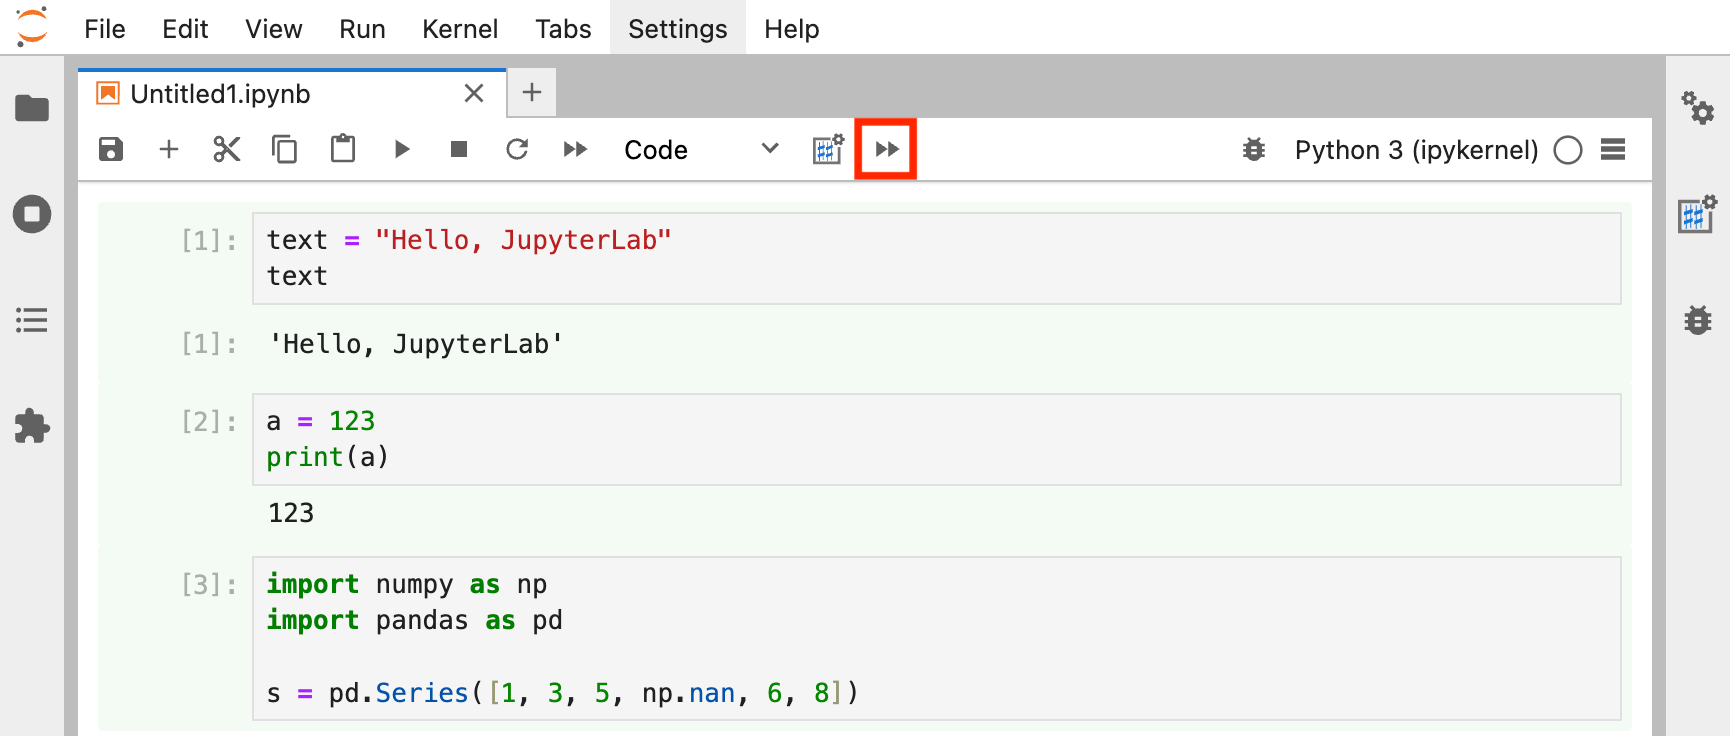 File Edit View Run Kernel Tabs Settings Help
Untitled1.ipynb
Code Python 3 (ipykernel)
[1]: text = "Hello, JupyterLab"
text
[1]: 'Hello, JupyterLab'
[2]: a = 123
print(a)
123
[3]: import numpy as np
import pandas as pd
s = pd.Series([1, 3, 5, np.nan, 6, 8])